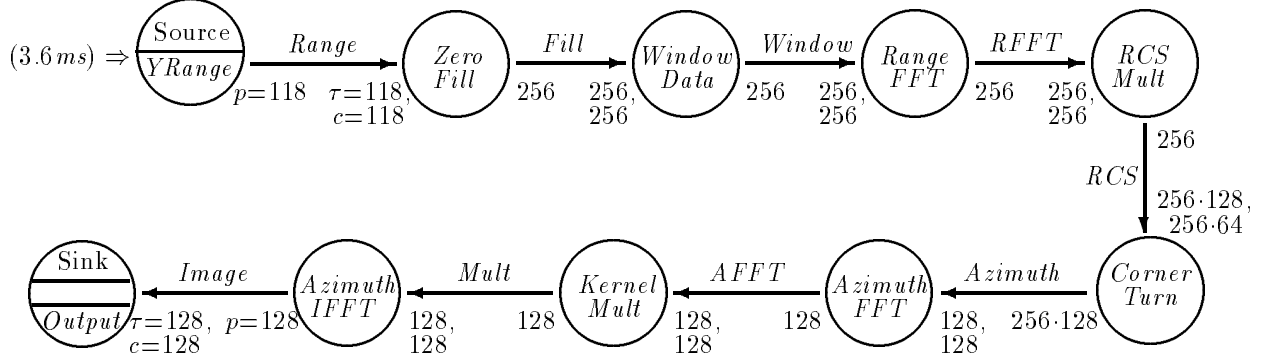 (3.6 ms) ⇒
Source
YRange
Range
p=118
τ=118,
c=118
Zero
Fill
Fill
256
256,
256
Window
Data
Window
256
256,
256
Range
FFT
RFFT
256
256,
256
RCS
Mult
256
RCS
256·128,
256·64
Corner
Turn
Azimuth
256·128
128,
128
Azimuth
FFT
AFFT
128
128,
128
Kernel
Mult
Mult
128
128,
128
Azimuth
IFFT
Image
p=128
τ=128,
c=128
Sink
Output